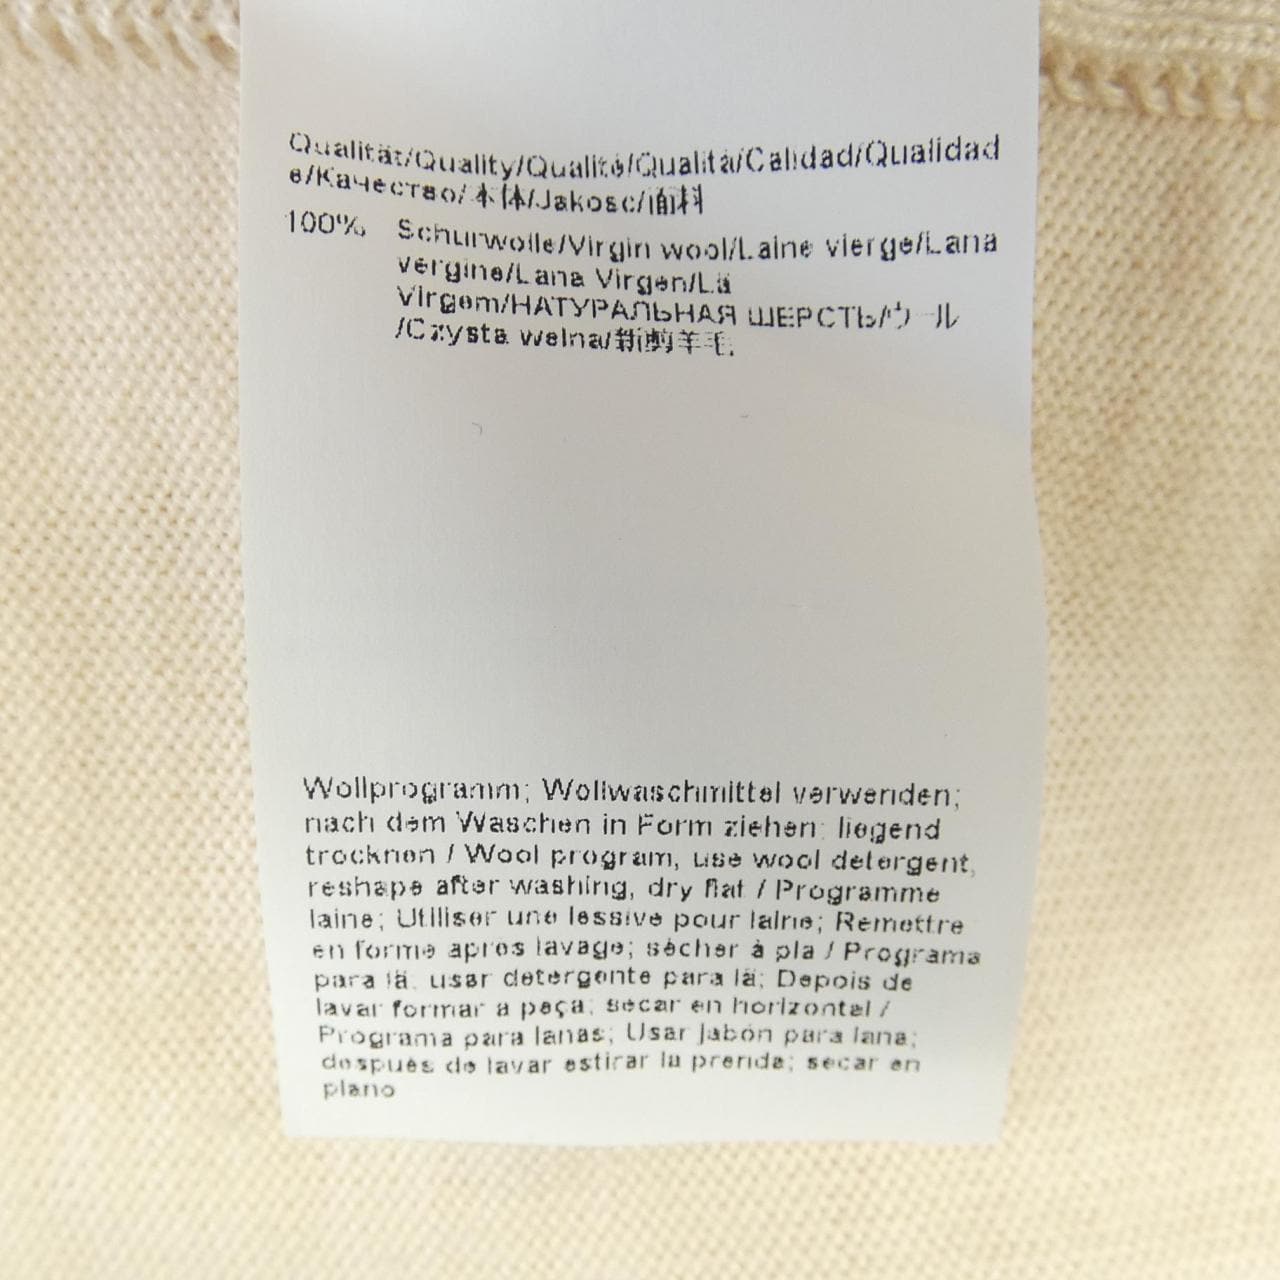 Qualität/Quality/Qualité/Qualità/Calidad/Qualidad
e/Качество/本体/Jakosc/面料
100% Schurwolle/Virgin wool/Laine vierge/Lana
vergine/Lana Virgen/Lã
virgem/НАТУРАЛЬНАЯ ШЕРСТЬ/ウール
/Czysta welna/新剪羊毛
Wollprogramm; Wollwaschmittel verwenden;
nach dem Waschen in Form ziehen; liegend
trocknen / Wool program, use wool detergent,
reshape after washing, dry flat / Programme
laine; Utiliser une lessive pour laine; Remettre
en forme apres lavage; sècher à pla / Programa
para lã, usar detergente para lã; Depois de
lavar formar a peça, secar en horizontal /
Programa para lanas; Usar jabón para lana;
después de lavar estirar la prenda; secar en
plano